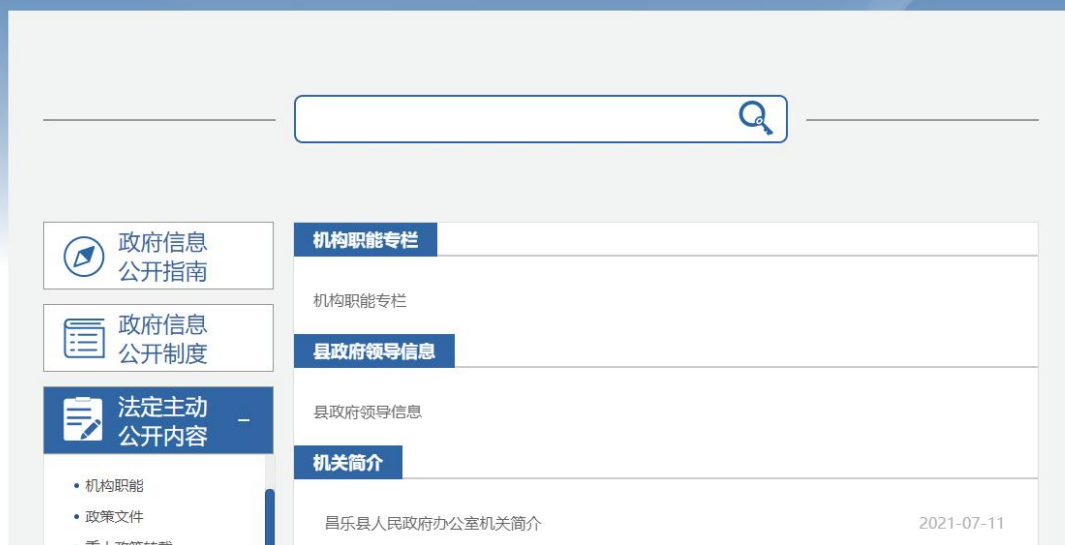 政府信息
公开指南
政府信息
公开制度
法定主动
公开内容
机构职能
政策文件
机构职能专栏
机构职能专栏
县政府领导信息
县政府领导信息
机关简介
昌乐县人民政府办公室机关简介 2021-07-11